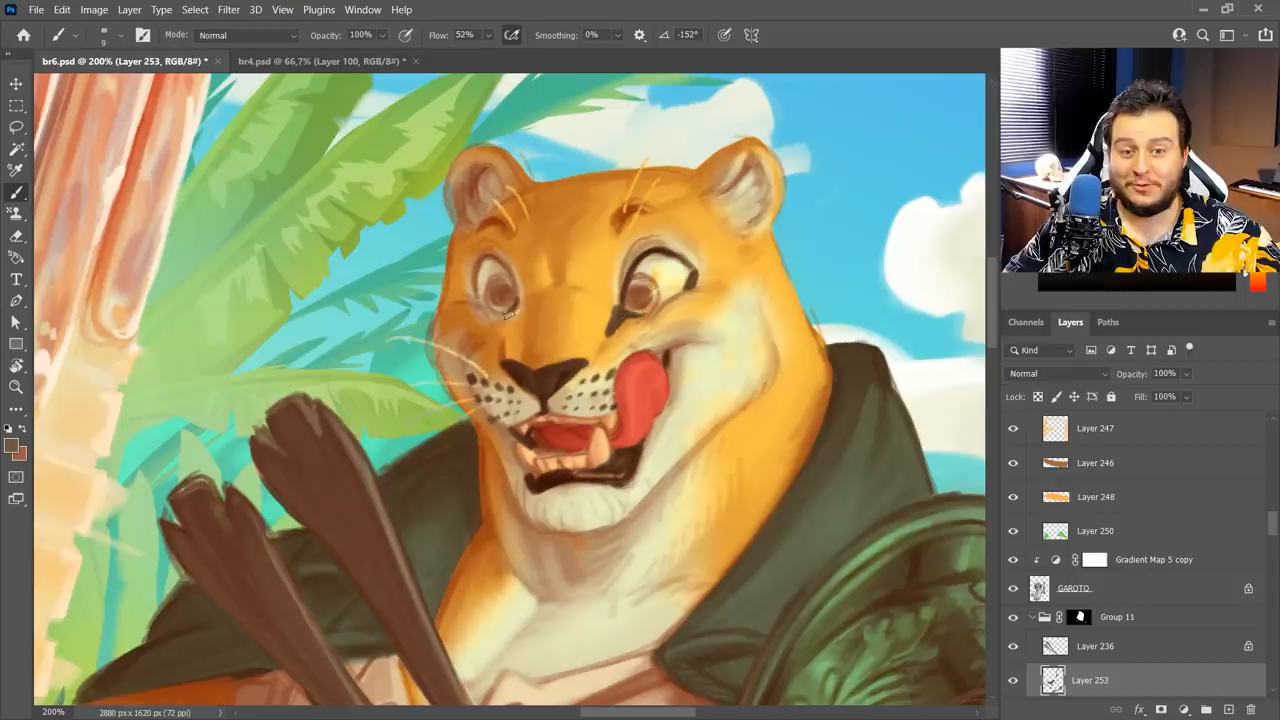 Ps File Edit Image Layer Type Select Filter 3D View Plugins Window Help
9 Mode: Normal Opacity: 100% Flow: 52% Smoothing: 0% -152°
br6.psd @ 200% (Layer 253, RGB/8#) * × br4.psd @ 66, RGB/8#) * ×
Channels Layers Paths
Kind
Normal Opacity: 100%
Lock: Fill: 100%
Layer 247
Layer 246
Layer 248
Layer 250
Gradient Map 5 copy
GAROTO
Group 11
Layer 236
Layer 253
200% 2880 px x 1620 px (72 ppi)